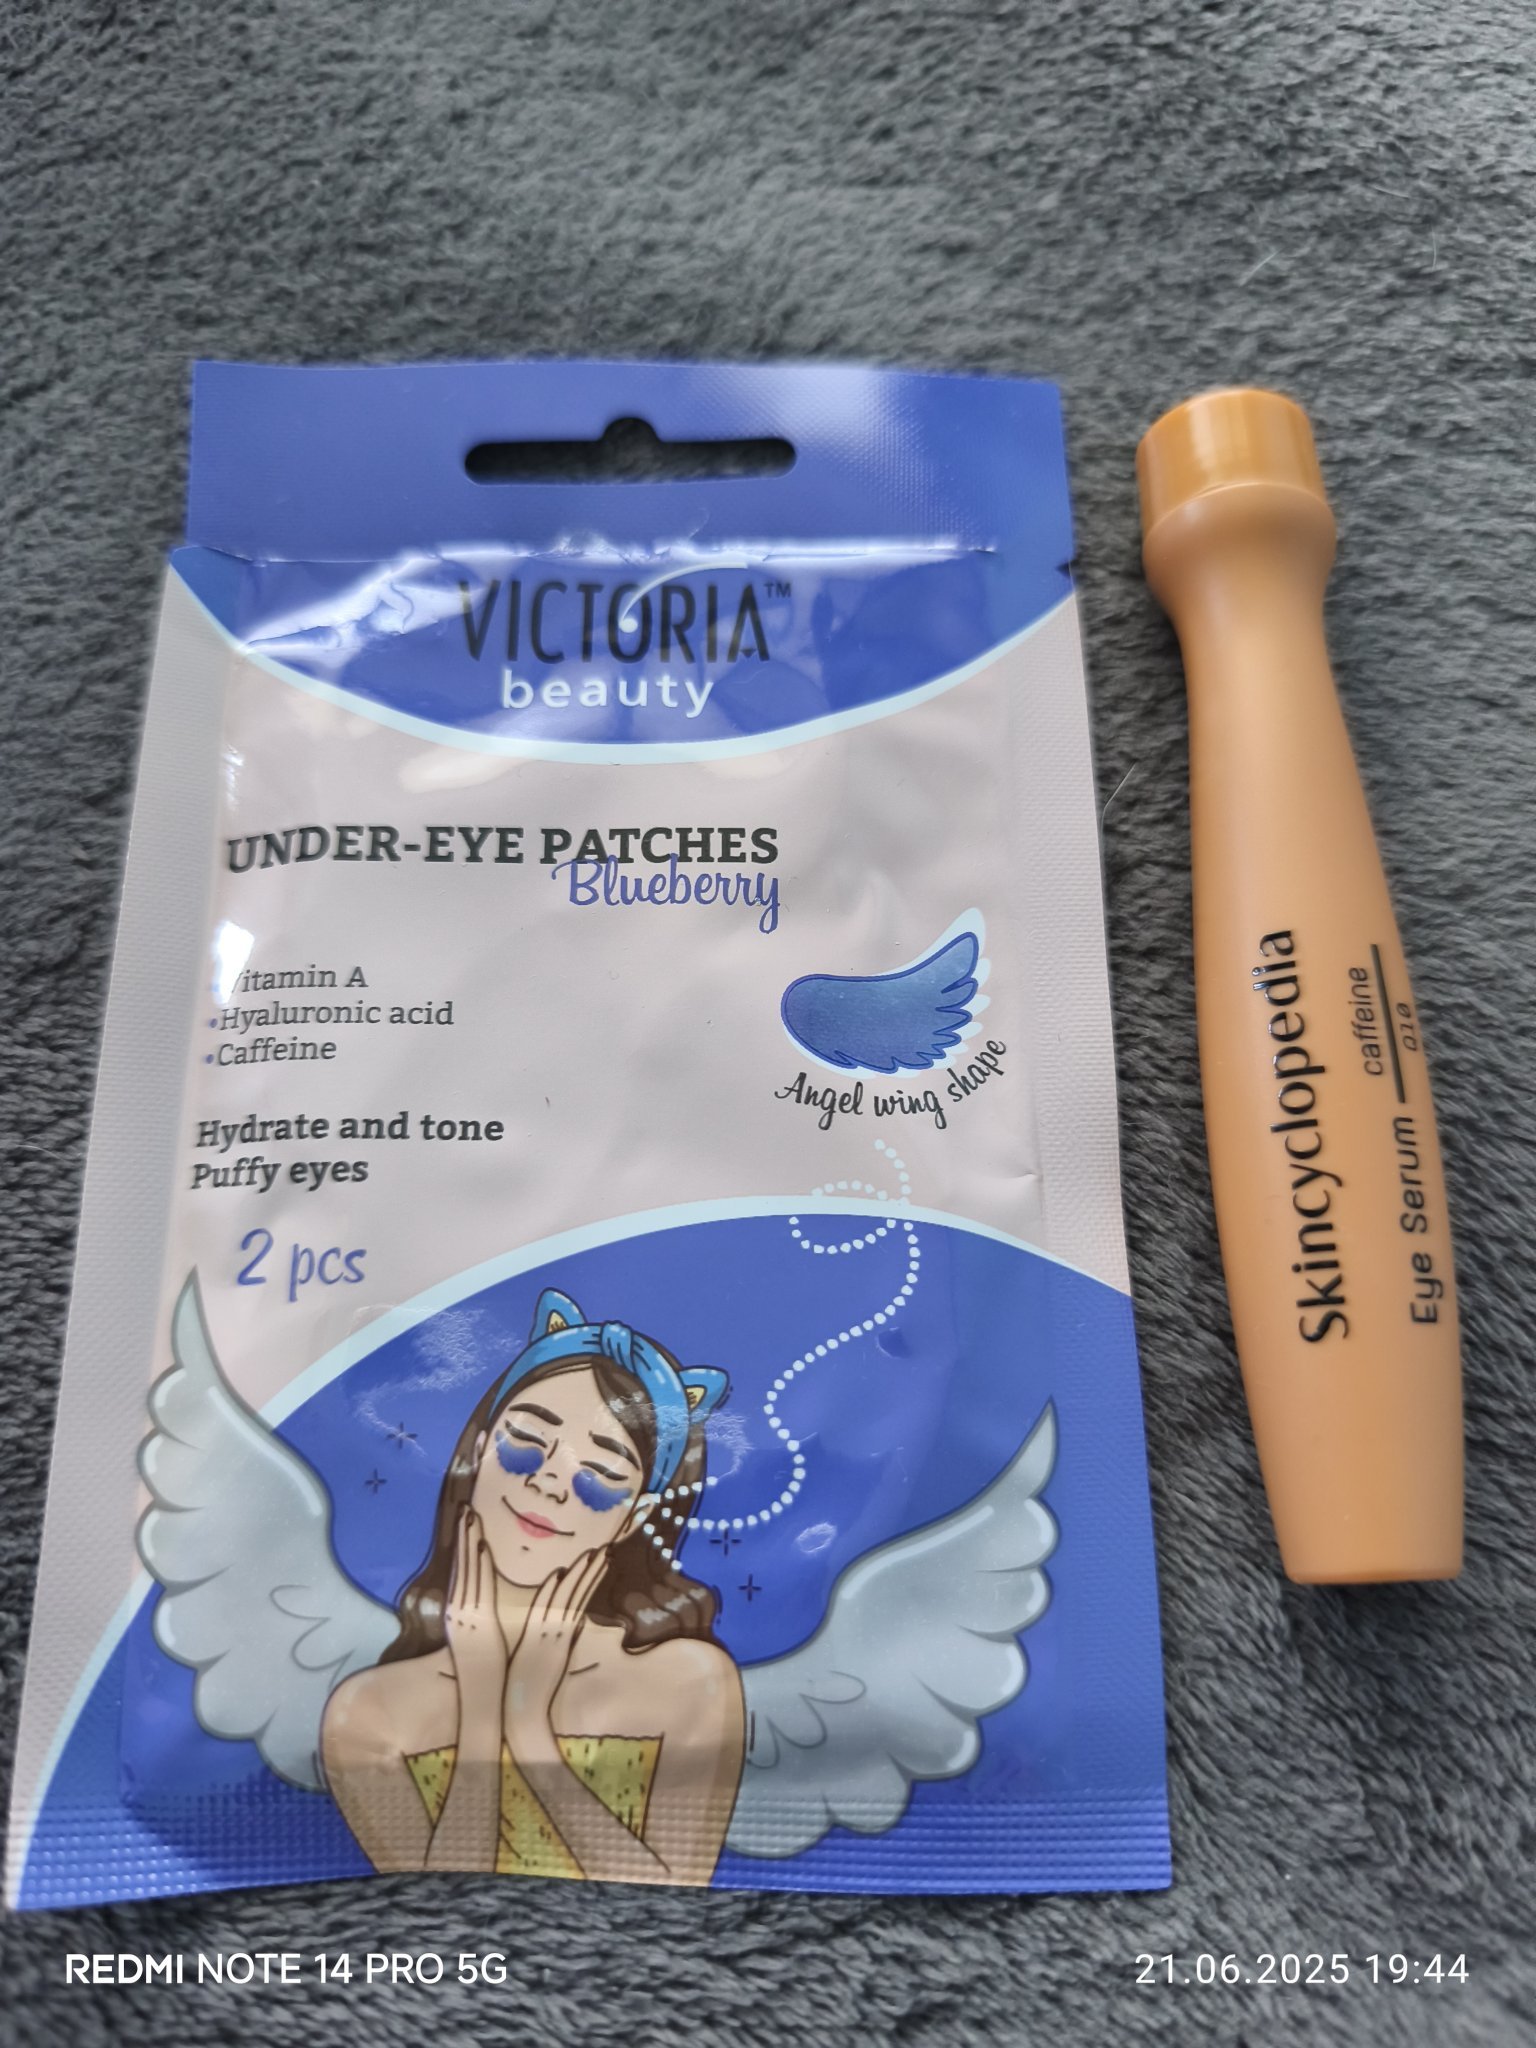 VICTORIA™
beauty
UNDER-EYE PATCHES
Blueberry
Vitamin A
•Hyaluronic acid
•Caffeine
Angel wing shape
Hydrate and tone
Puffy eyes
2 pcs
Skincyclopedia
Eye Serum
caffeine
Q10
REDMI NOTE 14 PRO 5G
21.06.2025 19:44